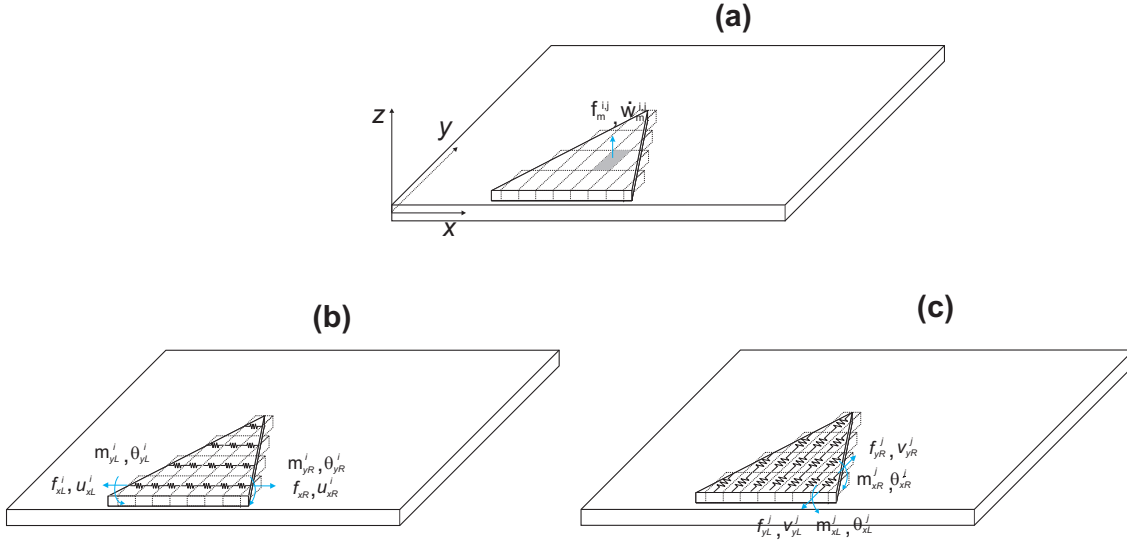 (a)
f_m^{i,j}, ẇ_m^{i,j}
z
y
x
(b)
(c)
m_{yL}^i, θ_{yL}^i
f_{xL}^i, u_{xL}^i
m_{yR}^i, θ_{yR}^i
f_{xR}^i, u_{xR}^i
f_{yR}^j, v_{yR}^j
m_{xR}^j, θ_{xR}^j
f_{yL}^j, v_{yL}^j m_{xL}^j, θ_{xL}^j